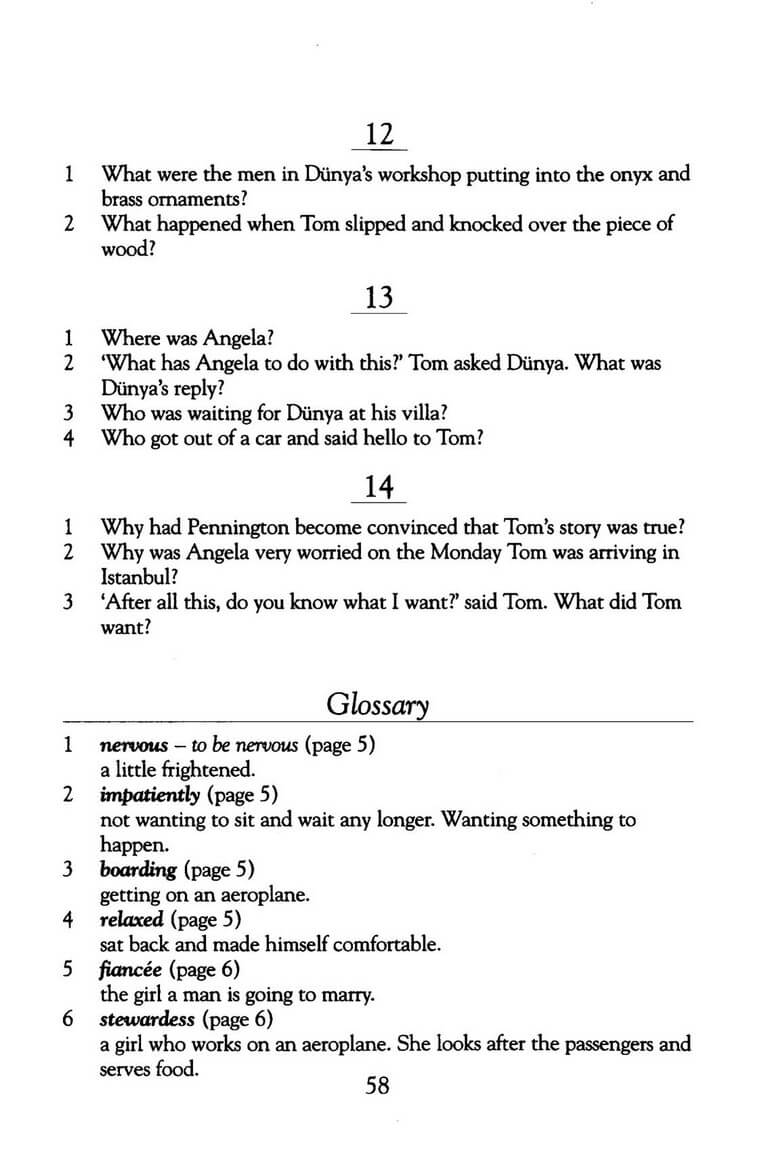 12
1 What were the men in Dünya's workshop putting into the onyx and
brass ornaments?
2 What happened when Tom slipped and knocked over the piece of
wood?
13
1 Where was Angela?
2 ‘What has Angela to do with this?’ Tom asked Dünya. What was
Dünya's reply?
3 Who was waiting for Dünya at his villa?
4 Who got out of a car and said hello to Tom?
14
1 Why had Pennington become convinced that Tom's story was true?
2 Why was Angela very worried on the Monday Tom was arriving in
Istanbul?
3 ‘After all this, do you know what I want?’ said Tom. What did Tom
want?
Glossary
1 nervous – to be nervous (page 5)
a little frightened.
2 impatiently (page 5)
not wanting to sit and wait any longer. Wanting something to
happen.
3 boarding (page 5)
getting on an aeroplane.
4 relaxed (page 5)
sat back and made himself comfortable.
5 fiancée (page 6)
the girl a man is going to marry.
6 stewardess (page 6)
a girl who works on an aeroplane. She looks after the passengers and
serves food.
58